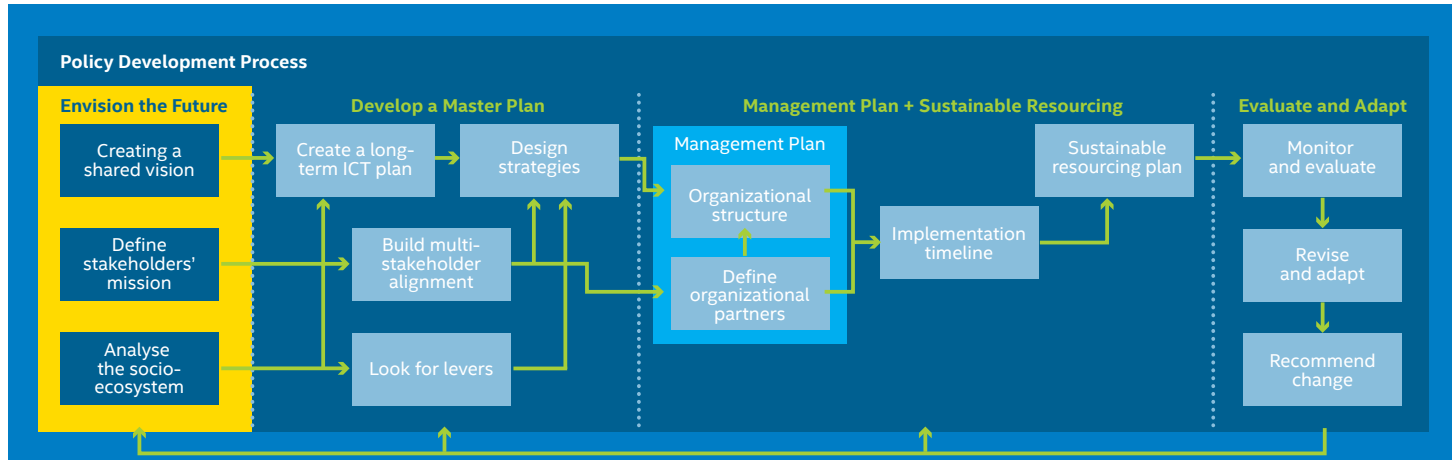 Policy Development Process
Envision the Future
Creating a
shared vision
Define
stakeholders'
mission
Analyse
the socio-
ecosystem
Develop a Master Plan
Create a long-
term ICT plan
Design
strategies
Build multi-
stakeholder
alignment
Look for levers
Management Plan + Sustainable Resourcing
Management Plan
Organizational
structure
Define
organizational
partners
Implementation
timeline
Sustainable
resourcing plan
Evaluate and Adapt
Monitor
and evaluate
Revise
and adapt
Recommend
change